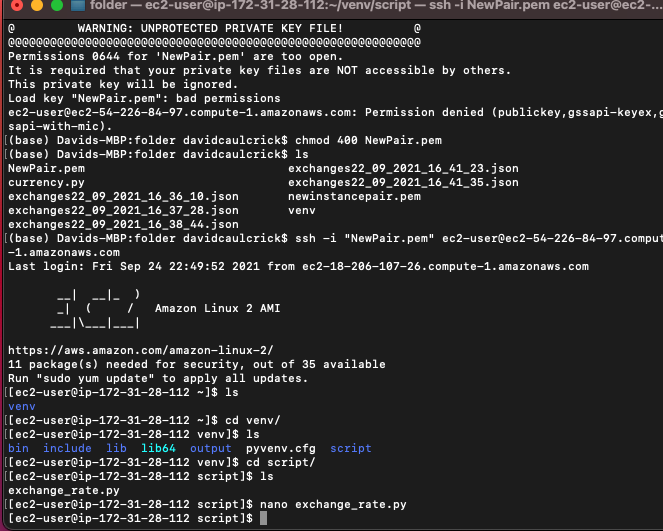 folder — ec2-user@ip-172-31-28-112:~/venv/script — ssh -i NewPair.pem ec2-user@ec2-...
@         WARNING: UNPROTECTED PRIVATE KEY FILE!          @
@@@@@@@@@@@@@@@@@@@@@@@@@@@@@@@@@@@@@@@@@@@@@@@@@@@@@@@@@@@
Permissions 0644 for 'NewPair.pem' are too open.
It is required that your private key files are NOT accessible by others.
This private key will be ignored.
Load key "NewPair.pem": bad permissions
ec2-user@ec2-54-226-84-97.compute-1.amazonaws.com: Permission denied (publickey,gssapi-keyex,g
sapi-with-mic).
[(base) Davids-MBP:folder davidcaulcrick$ chmod 400 NewPair.pem
[(base) Davids-MBP:folder davidcaulcrick$ ls
NewPair.pem                             exchanges22_09_2021_16_41_23.json
currency.py                             exchanges22_09_2021_16_41_35.json
exchanges22_09_2021_16_36_10.json       newinstancepair.pem
exchanges22_09_2021_16_37_28.json       venv
exchanges22_09_2021_16_38_44.json
[(base) Davids-MBP:folder davidcaulcrick$ ssh -i "NewPair.pem" ec2-user@ec2-54-226-84-97.comput
-1.amazonaws.com
Last login: Fri Sep 24 22:49:52 2021 from ec2-18-206-107-26.compute-1.amazonaws.com

       __|  __|_  )
       _|  (     /   Amazon Linux 2 AMI
      ___|\___|___|

https://aws.amazon.com/amazon-linux-2/
11 package(s) needed for security, out of 35 available
Run "sudo yum update" to apply all updates.
[[ec2-user@ip-172-31-28-112 ~]$ ls
venv
[[ec2-user@ip-172-31-28-112 ~]$ cd venv/
[[ec2-user@ip-172-31-28-112 venv]$ ls
bin  include  lib  lib64  output  pyvenv.cfg  script
[[ec2-user@ip-172-31-28-112 venv]$ cd script/
[[ec2-user@ip-172-31-28-112 script]$ ls
exchange_rate.py
[[ec2-user@ip-172-31-28-112 script]$ nano exchange_rate.py
[ec2-user@ip-172-31-28-112 script]$